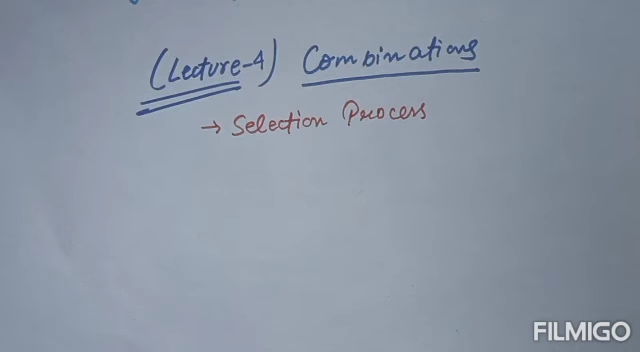 (Lecture-4) Combinations
→ Selection Process
FILMIGO